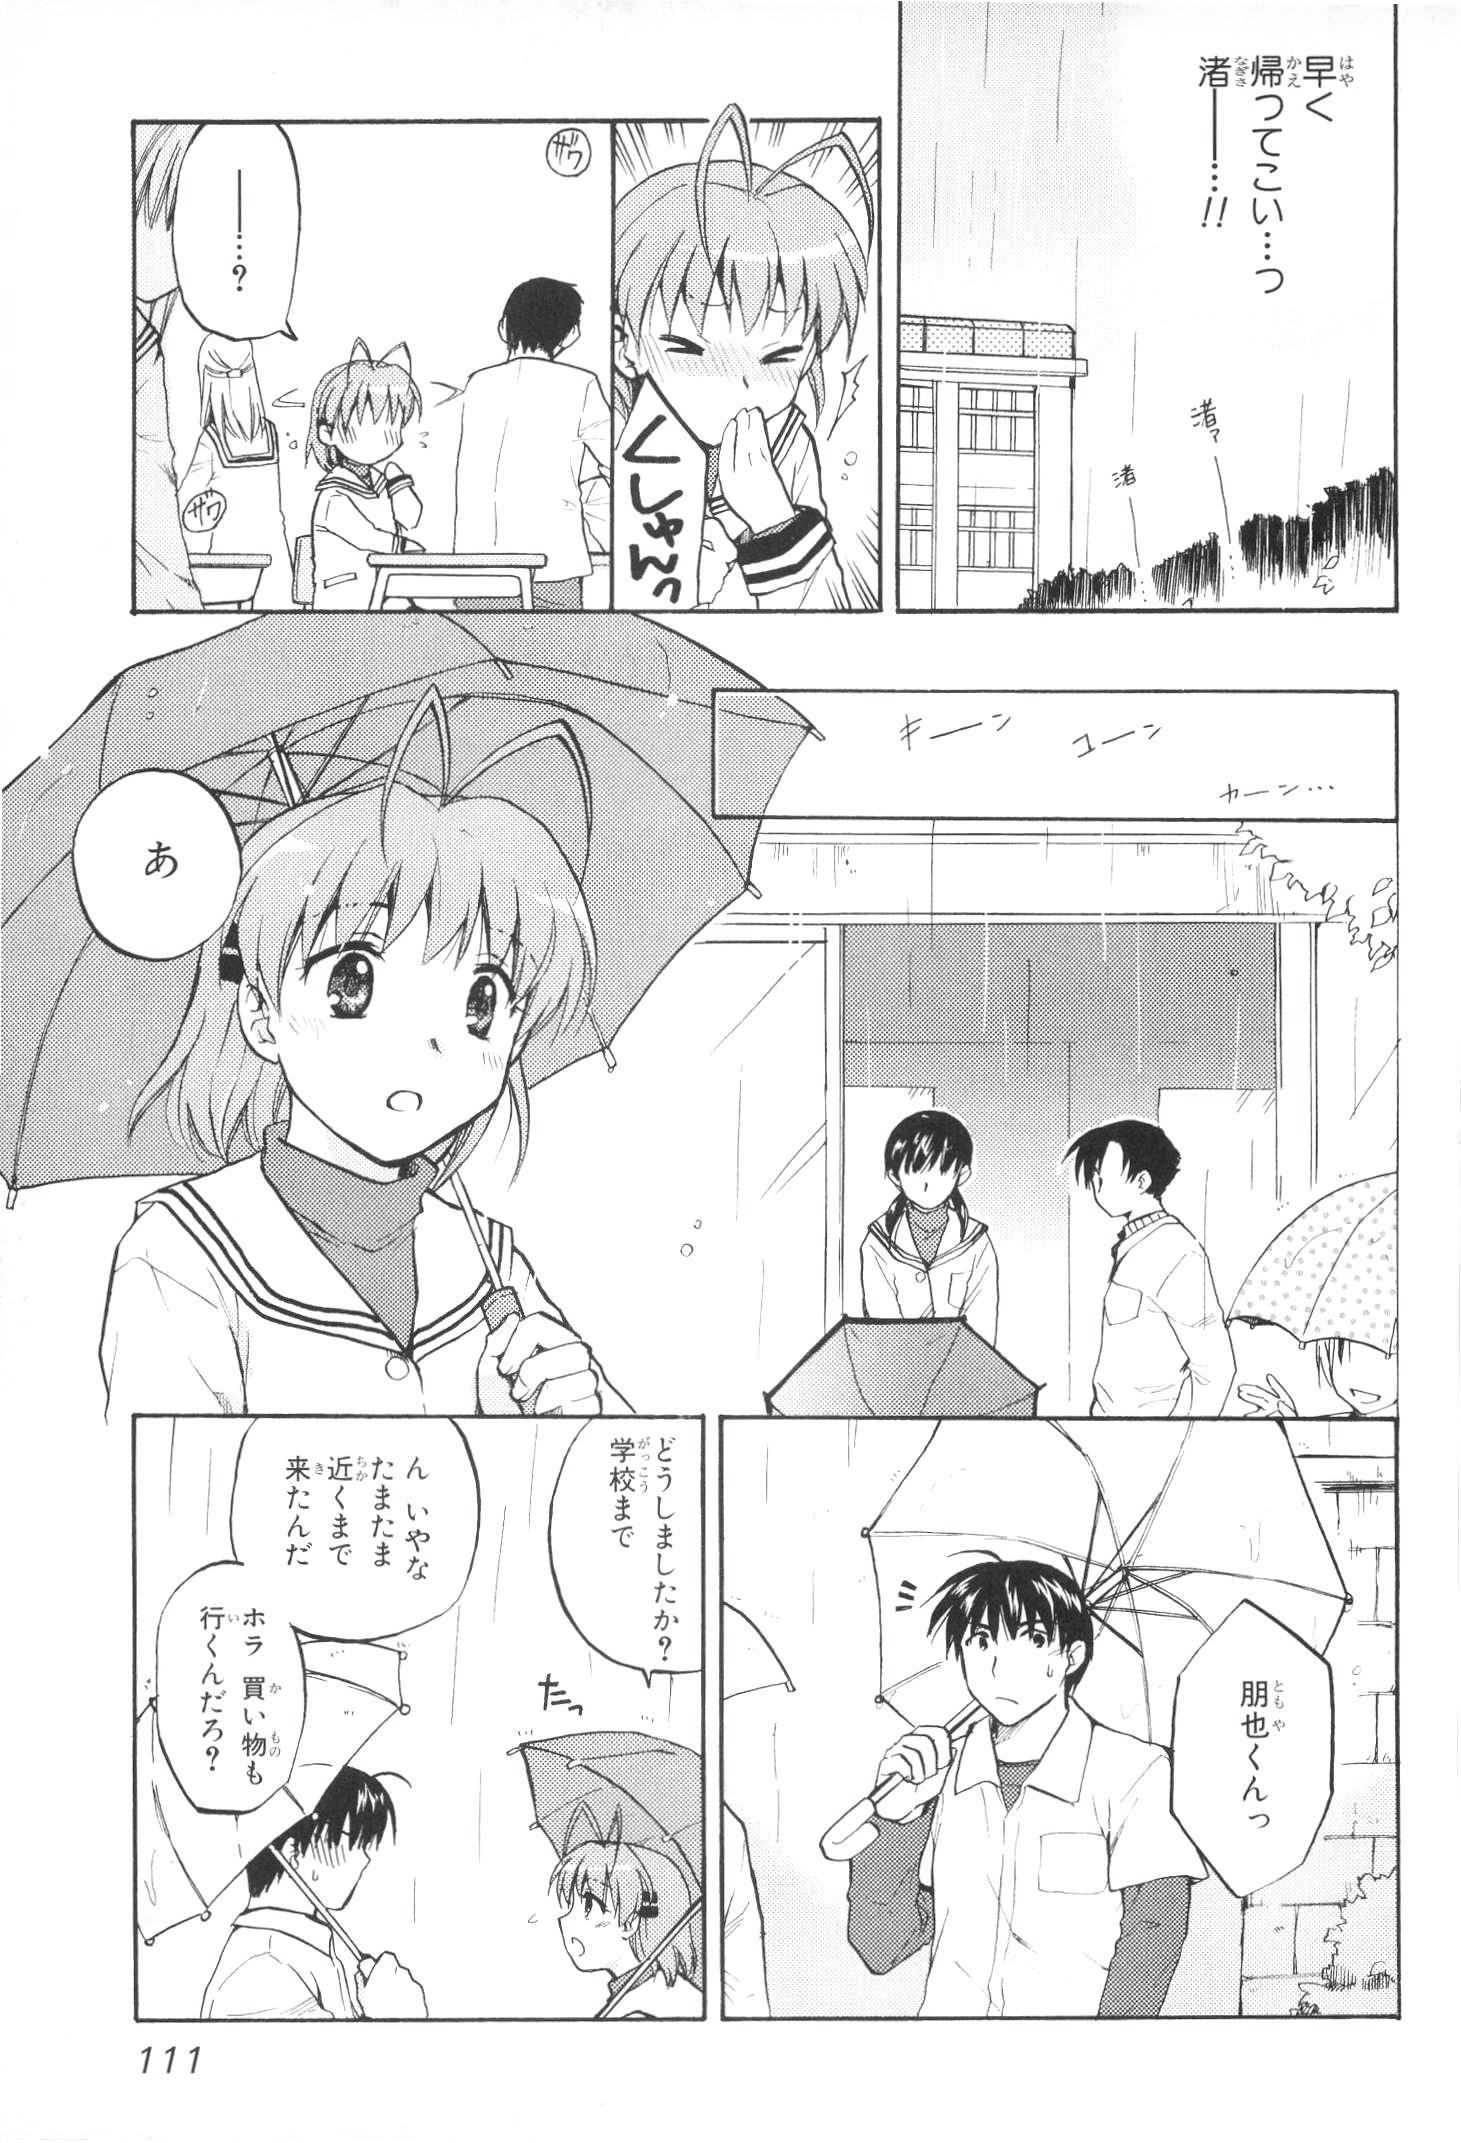 早く
帰ってこい…っ
渚――…!!
渚ァ
渚
くしゅんっ
ザワ
――…?
ザワ
キーン
コーン
カーン…
あ
朋也くんっ
どうしましたか?
学校まで
たっ
ん いやな
たまたま
近くまで
来たんだ
ホラ 買い物も
行くんだろ?
111